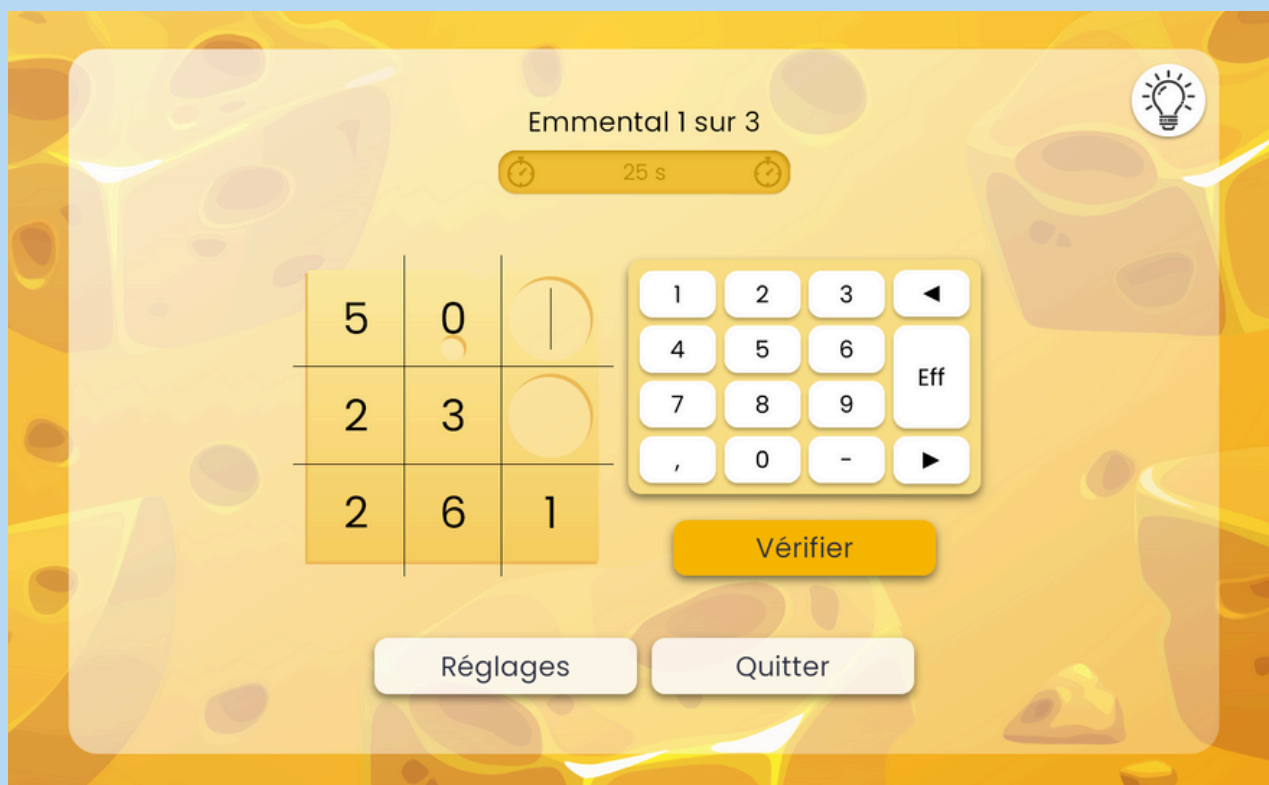 Emmental 1 sur 3
25 s
5 0
2 3
2 6 1
1 2 3 ◄
4 5 6
Eff
7 8 9
, 0 - ►
Vérifier
Réglages Quitter